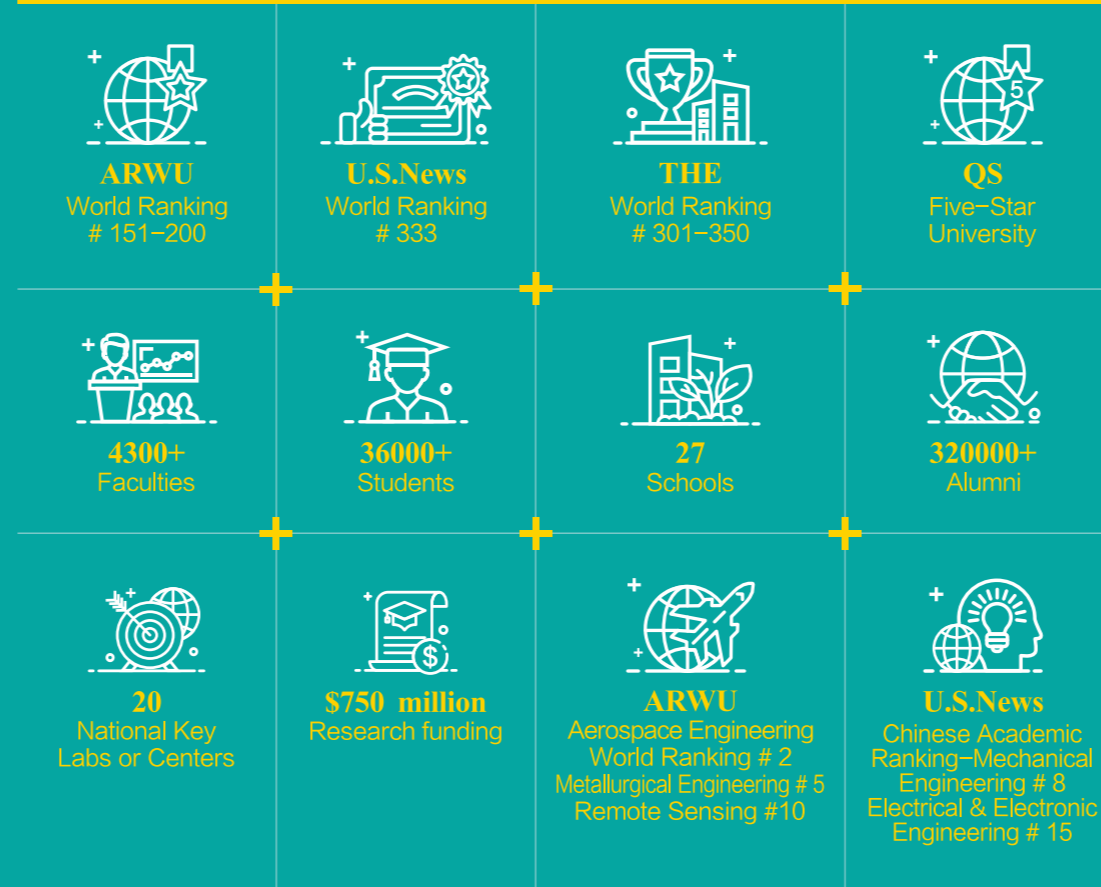 ARWU
World Ranking
# 151-200
U.S.News
World Ranking
# 333
THE
World Ranking
# 301-350
5
QS
Five-Star
University
4300+
Faculties
36000+
Students
27
Schools
320000+
Alumni
20
National Key
Labs or Centers
$
$750 million
Research funding
ARWU
Aerospace Engineering
World Ranking # 2
Metallurgical Engineering # 5
Remote Sensing #10
U.S.News
Chinese Academic
Ranking-Mechanical
Engineering # 8
Electrical & Electronic
Engineering # 15